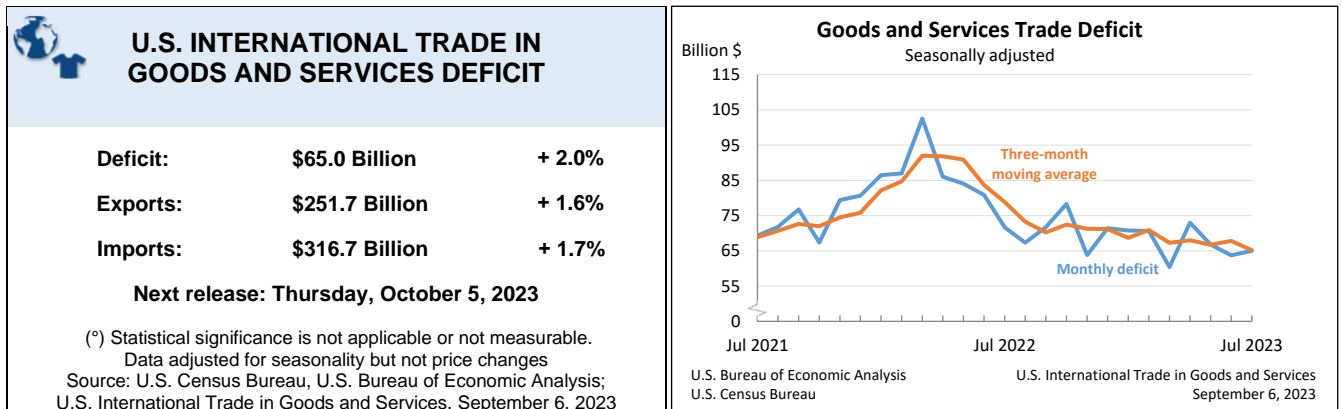 U.S. INTERNATIONAL TRADE IN
GOODS AND SERVICES DEFICIT
Deficit: $65.0 Billion + 2.0%
Exports: $251.7 Billion + 1.6%
Imports: $316.7 Billion + 1.7%
Next release: Thursday, October 5, 2023
(°) Statistical significance is not applicable or not measurable.
Data adjusted for seasonality but not price changes
Source: U.S. Census Bureau, U.S. Bureau of Economic Analysis;
U.S. International Trade in Goods and Services, September 6, 2023
Goods and Services Trade Deficit
Seasonally adjusted
Billion $
115
105
95
85
75
65
55
0
Three-month
moving average
Monthly deficit
Jul 2021 Jul 2022 Jul 2023
U.S. Bureau of Economic Analysis U.S. International Trade in Goods and Services
U.S. Census Bureau September 6, 2023